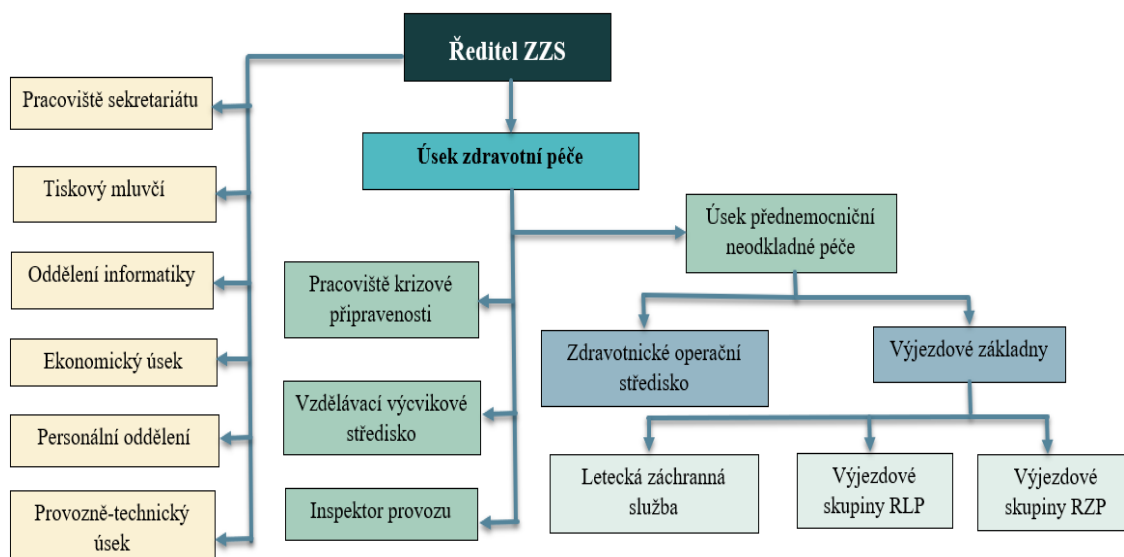 Ředitel ZZS
Pracoviště sekretariátu
Tiskový mluvčí
Oddělení informatiky
Ekonomický úsek
Personální oddělení
Provozně-technický
úsek
Úsek zdravotní péče
Pracoviště krizové
připravenosti
Vzdělávací výcvikové
středisko
Inspektor provozu
Úsek přednemocniční
neodkladné péče
Zdravotnické operační
středisko
Výjezdové základny
Letecká záchranná
služba
Výjezdové
skupiny RLP
Výjezdové
skupiny RZP